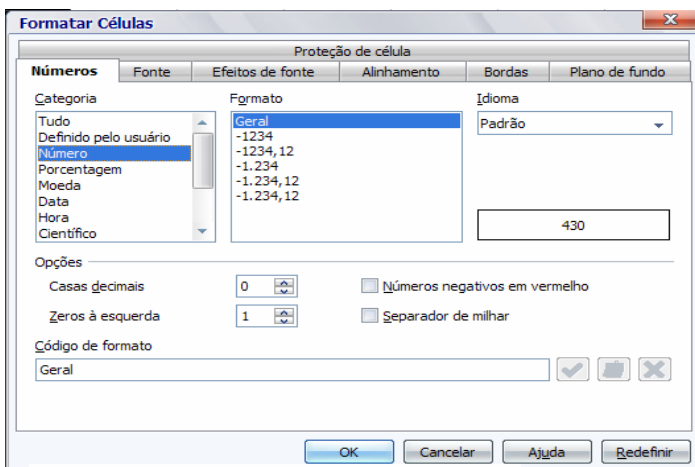 Formatar Células
Proteção de célula
Números Fonte Efeitos de fonte Alinhamento Bordas Plano de fundo
Categoria Formato Idioma
Tudo
Definido pelo usuário
Número
Porcentagem
Moeda
Data
Hora
Científico
Geral
-1234
-1234,12
-1.234
-1.234,12
-1.234,12
Padrão
430
Opções
Casas decimais 0 Números negativos em vermelho
Zeros à esquerda 1 Separador de milhar
Código de formato
Geral
OK Cancelar Ajuda Redefinir